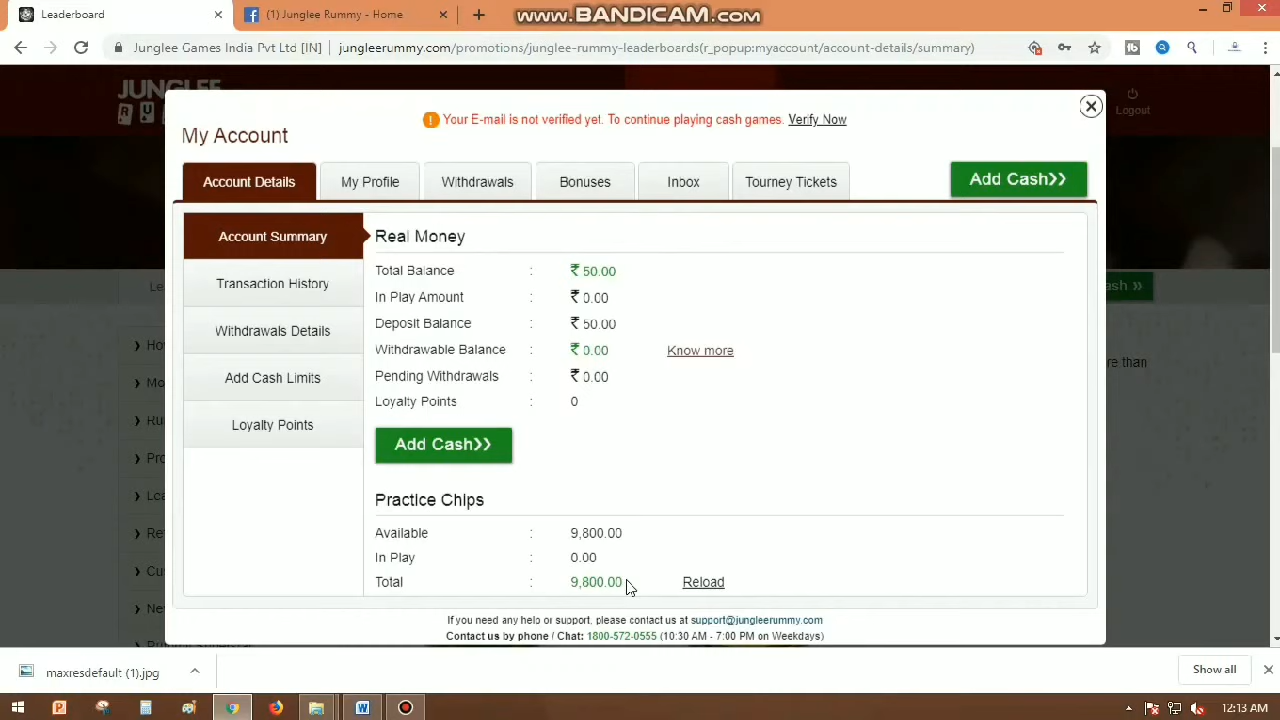 Leaderboard
(1) Junglee Rummy - Home
www.BANDICAM.com
Junglee Games India Pvt Ltd [IN] | jungleerummy.com/promotions/junglee-rummy-leaderboards(r_popup:myaccount/account-details/summary)
JUNGLEE
Logout
! Your E-mail is not verified yet. To continue playing cash games. Verify Now
My Account
Account Details My Profile Withdrawals Bonuses Inbox Tourney Tickets Add Cash❯❯
Account Summary
Transaction History
Withdrawals Details
Add Cash Limits
Loyalty Points
Real Money
Total Balance : ₹ 50.00
In Play Amount : ₹ 0.00
Deposit Balance : ₹ 50.00
Withdrawable Balance : ₹ 0.00 Know more
Pending Withdrawals : ₹ 0.00
Loyalty Points : 0
Add Cash❯❯
Practice Chips
Available : 9,800.00
In Play : 0.00
Total : 9,800.00 Reload
If you need any help or support, please contact us at support@jungleerummy.com
Contact us by phone / Chat: 1800-572-0555 (10:30 AM - 7:00 PM on Weekdays)
maxresdefault (1).jpg
Show all
12:13 AM